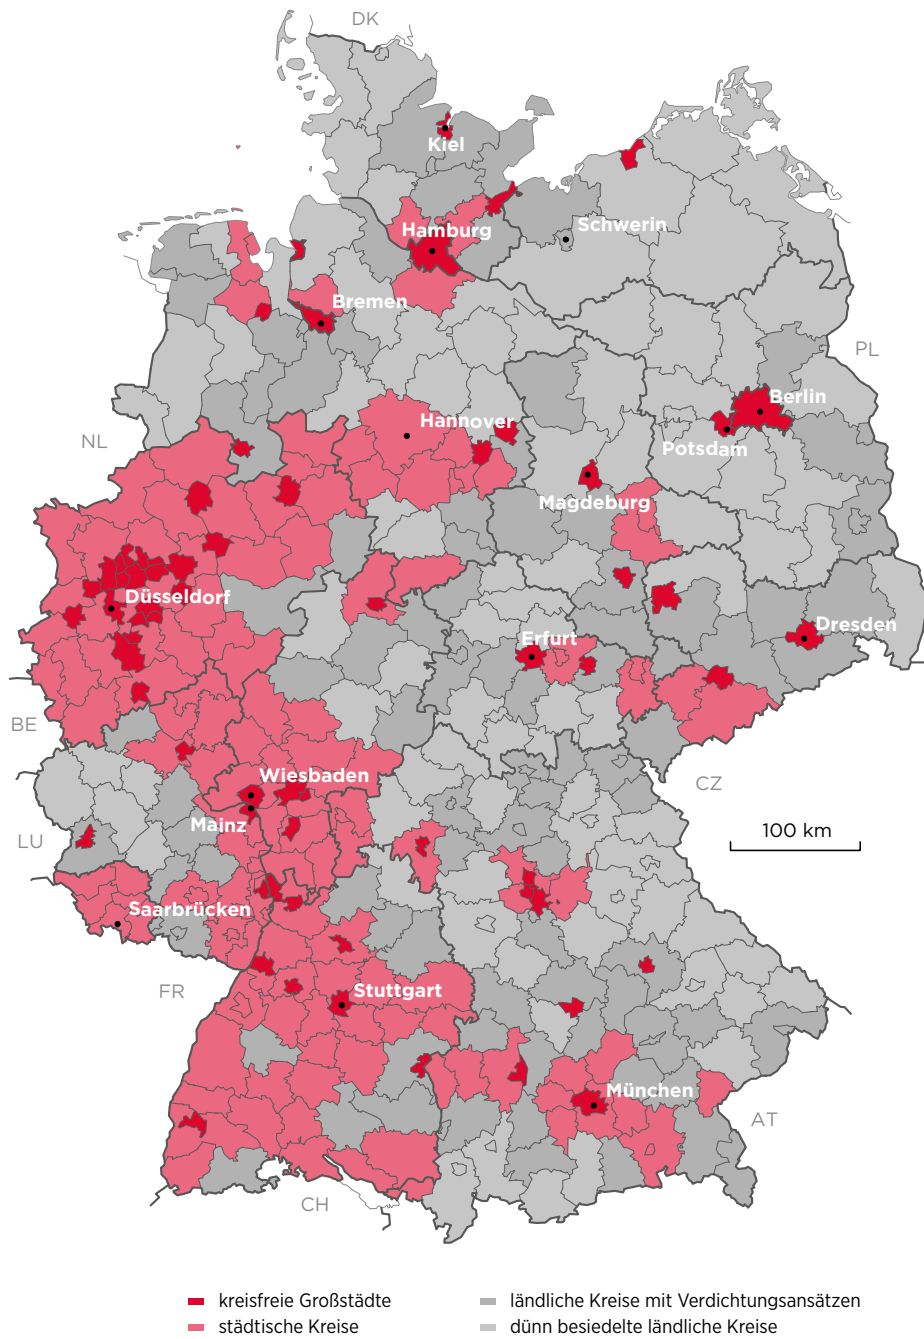 DK
Kiel
Schwerin
Hamburg
Bremen
PL
Berlin
Hannover
NL
Potsdam
Magdeburg
Düsseldorf
Dresden
Erfurt
BE
Wiesbaden
CZ
Mainz
100 km
LU
Saarbrücken
FR
Stuttgart
München
AT
CH
kreisfreie Großstädte
städtische Kreise
ländliche Kreise mit Verdichtungsansätzen
dünn besiedelte ländliche Kreise